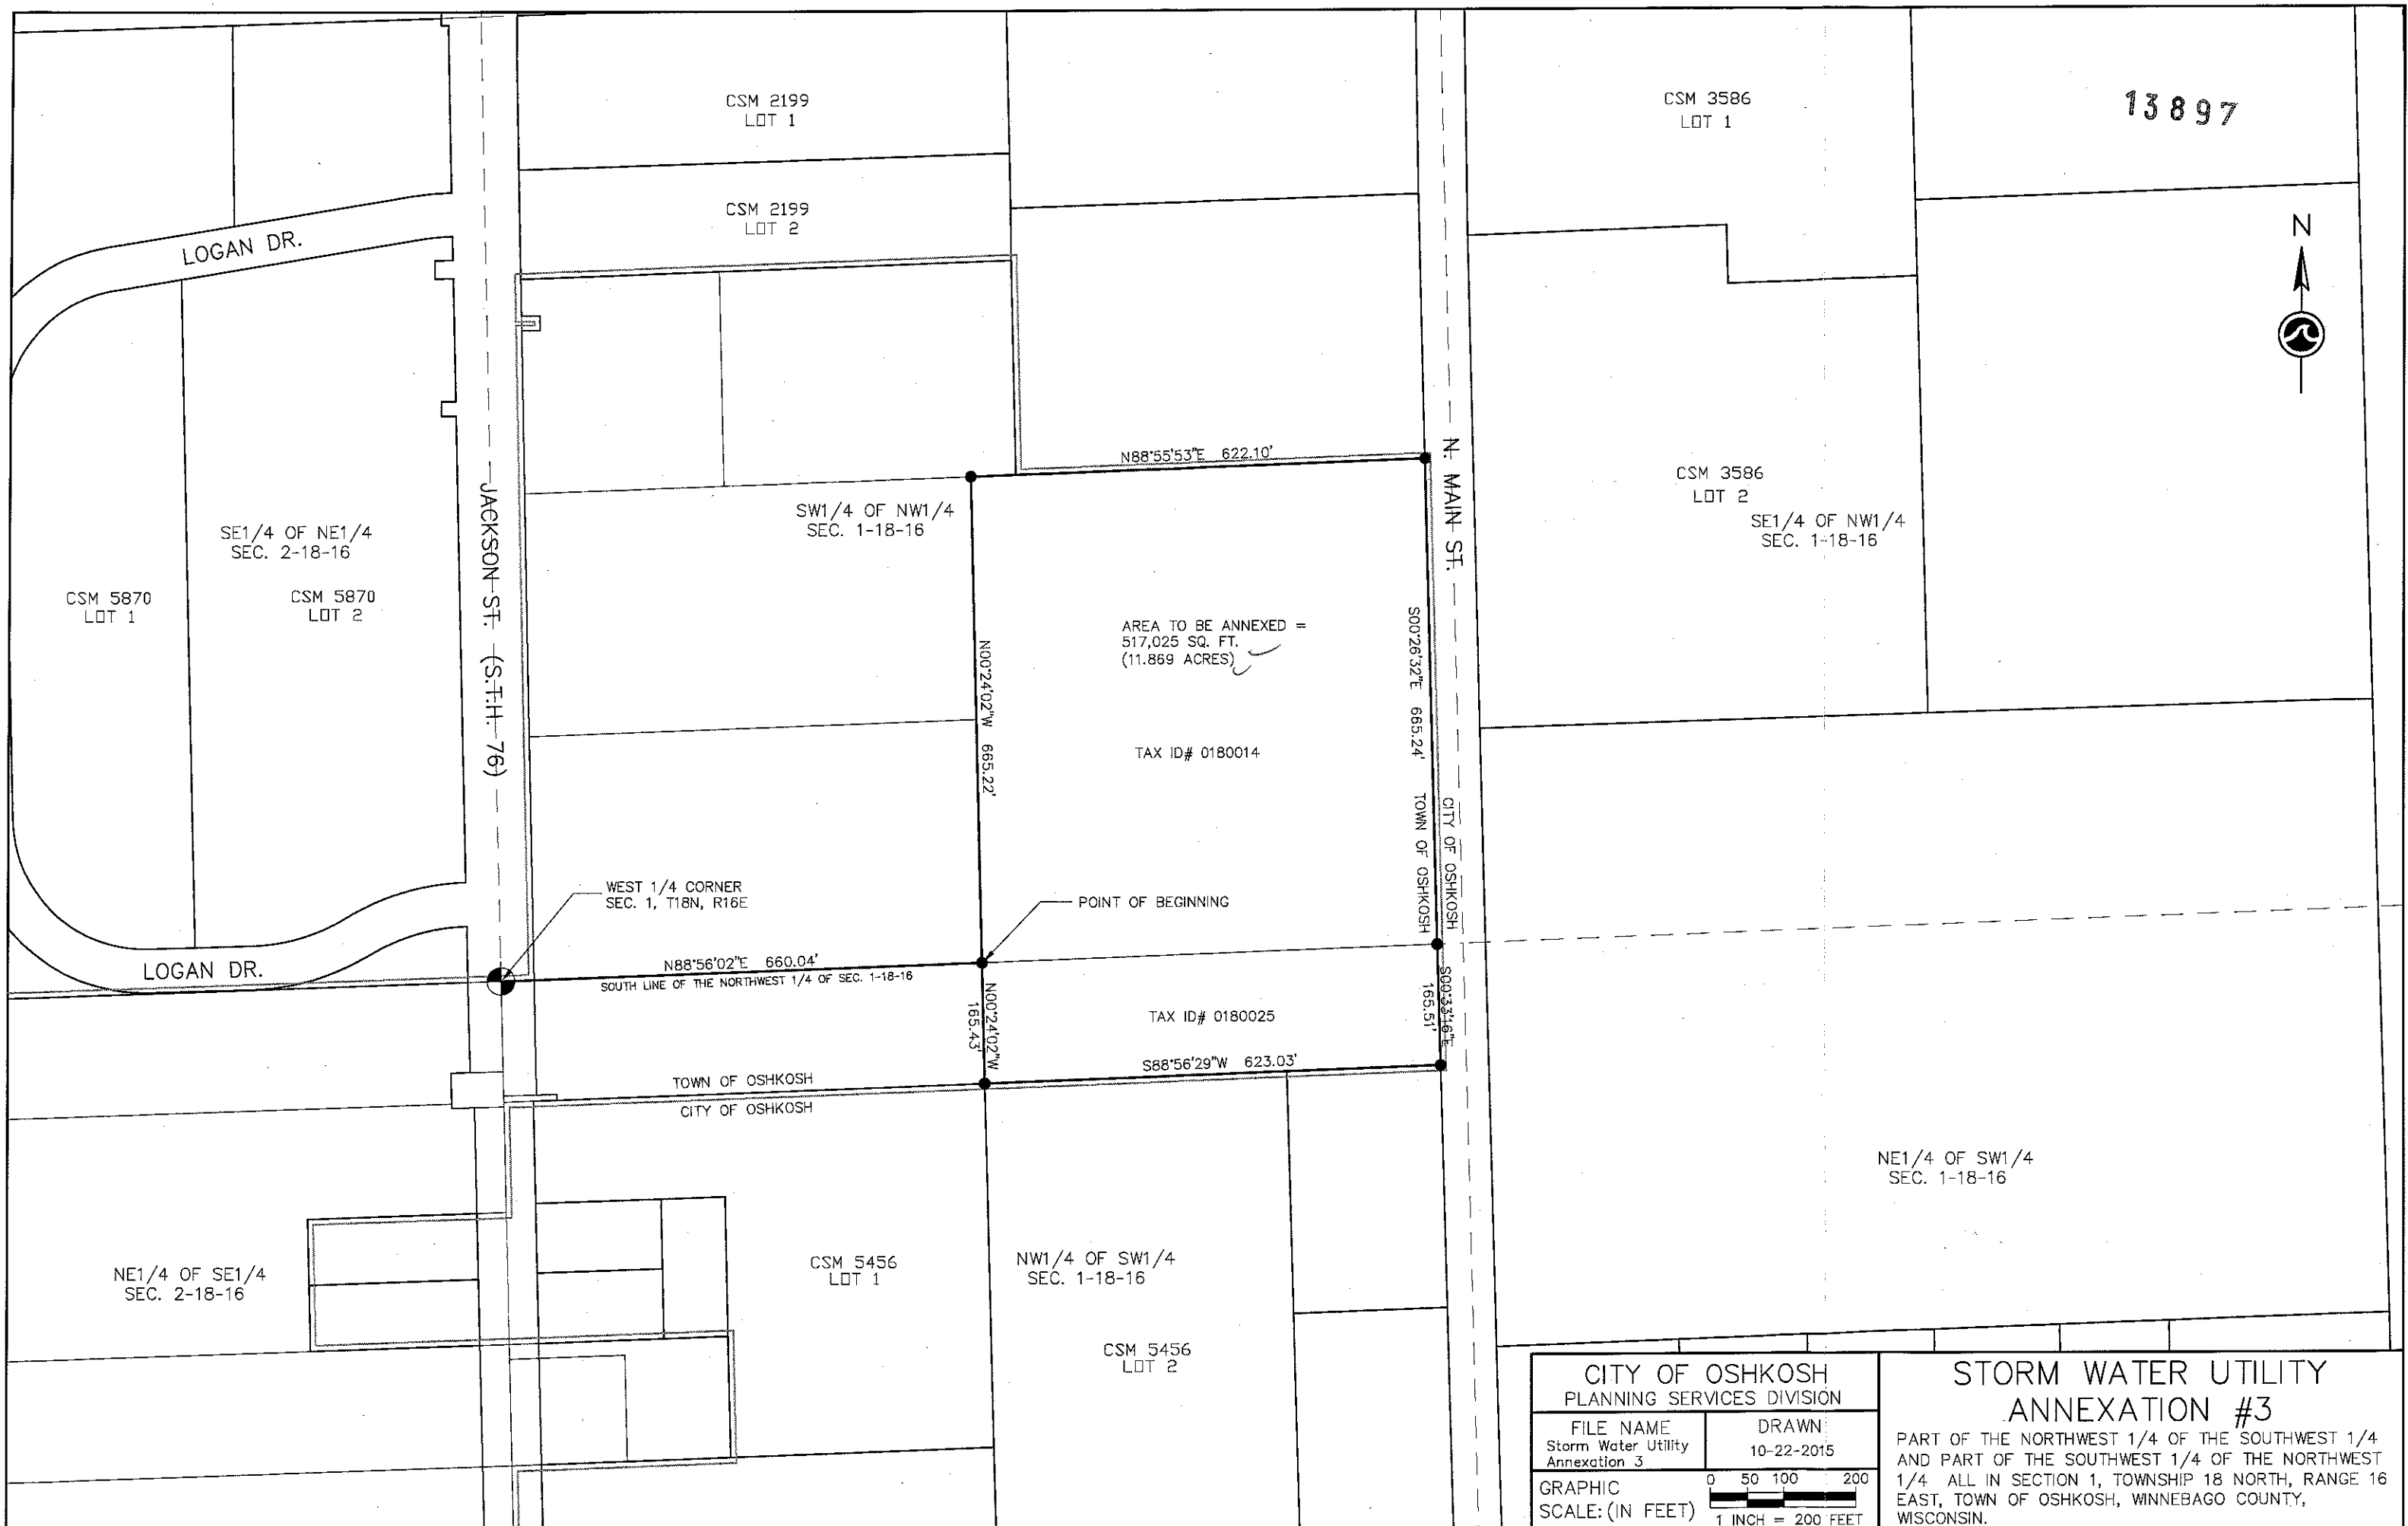 CSM 2199
LOT 1
CSM 3586
LOT 1
13897
CSM 2199
LOT 2
LOGAN DR.
N
N88°55'53"E 622.10'
N. MAIN ST.
CSM 3586
LOT 2
SE1/4 OF NW1/4
SEC. 1-18-16
SW1/4 OF NW1/4
SEC. 1-18-16
JACKSON ST. (S.T.H. 76)
SE1/4 OF NE1/4
SEC. 2-18-16
CSM 5870
LOT 1
CSM 5870
LOT 2
AREA TO BE ANNEXED =
517,025 SQ. FT.
(11.869 ACRES)
N00°24'02"W 665.22'
S00°26'32"E 665.24'
TAX ID# 0180014
TOWN OF OSHKOSH
CITY OF OSHKOSH
WEST 1/4 CORNER
SEC. 1, T18N, R16E
POINT OF BEGINNING
LOGAN DR.
N88°56'02"E 660.04'
SOUTH LINE OF THE NORTHWEST 1/4 OF SEC. 1-18-16
N00°24'02"W
165.43'
TAX ID# 0180025
S00°33'16"E
165.51'
S88°56'29"W 623.03'
TOWN OF OSHKOSH
CITY OF OSHKOSH
NE1/4 OF SW1/4
SEC. 1-18-16
NE1/4 OF SE1/4
SEC. 2-18-16
CSM 5456
LOT 1
NW1/4 OF SW1/4
SEC. 1-18-16
CSM 5456
LOT 2
CITY OF OSHKOSH
PLANNING SERVICES DIVISION
FILE NAME
Storm Water Utility
Annexation 3
DRAWN
10-22-2015
GRAPHIC
SCALE: (IN FEET)
0 50 100 200
1 INCH = 200 FEET
STORM WATER UTILITY
ANNEXATION #3
PART OF THE NORTHWEST 1/4 OF THE SOUTHWEST 1/4
AND PART OF THE SOUTHWEST 1/4 OF THE NORTHWEST
1/4 ALL IN SECTION 1, TOWNSHIP 18 NORTH, RANGE 16
EAST, TOWN OF OSHKOSH, WINNEBAGO COUNTY,
WISCONSIN.